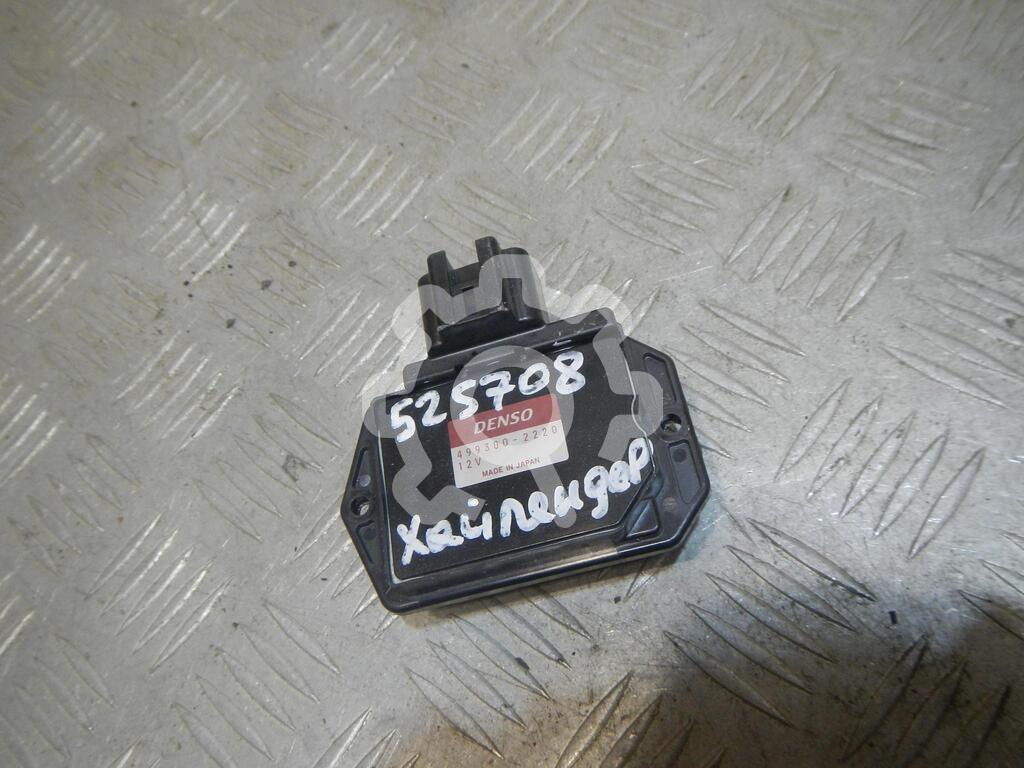 525708
DENSO
499300-2220
12V
MADE IN JAPAN
Хайлендер